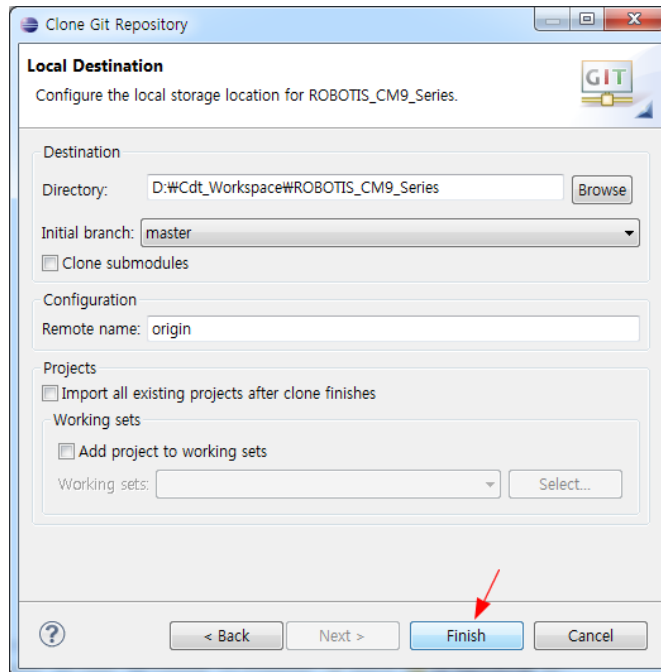 Clone Git Repository
Local Destination
Configure the local storage location for ROBOTIS_CM9_Series.
GIT
Destination
Directory: D:₩Cdt_Workspace₩ROBOTIS_CM9_Series Browse
Initial branch: master
Clone submodules
Configuration
Remote name: origin
Projects
Import all existing projects after clone finishes
Working sets
Add project to working sets
Working sets: Select...
? < Back Next > Finish Cancel